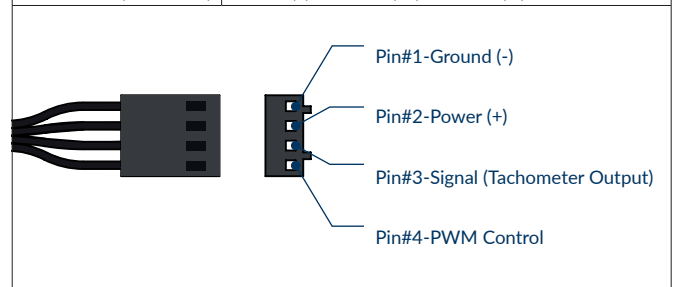 Pin#1-Ground (-)
Pin#2-Power (+)
Pin#3-Signal (Tachometer Output)
Pin#4-PWM Control